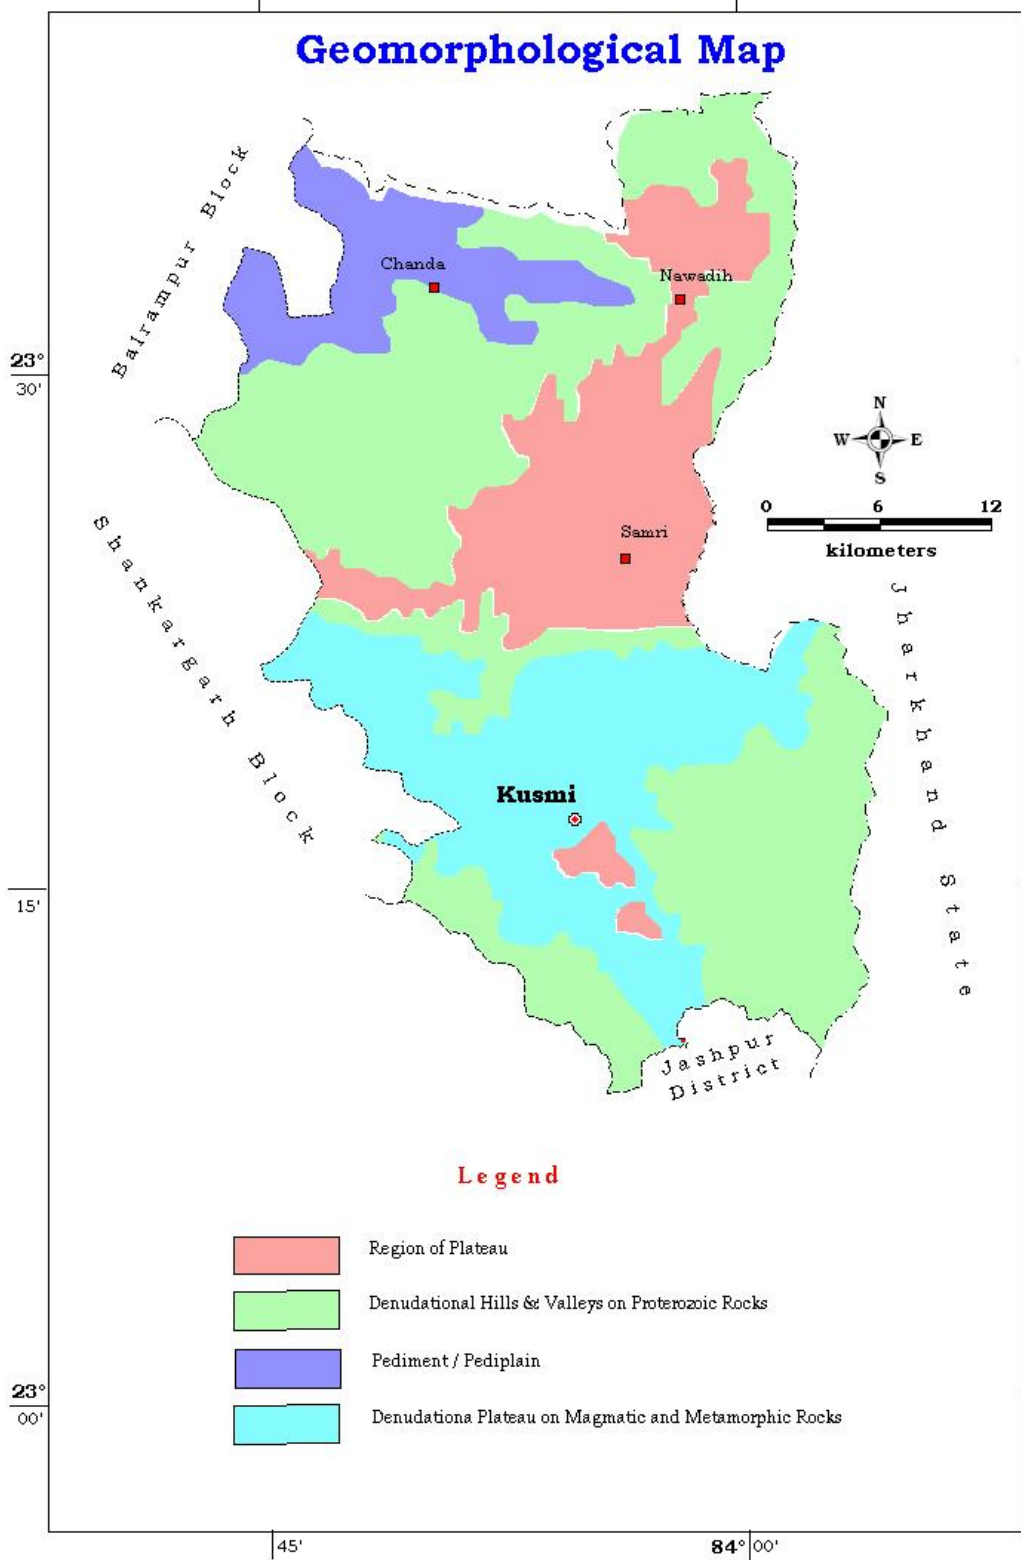 Geomorphological Map
Balrampur Block
Chanda
Nawadih
23°
30'
N
W E
S
0 6 12
kilometers
Samri
Shankargarh Block
Jharkhand State
Kusmi
15'
Jashpur
District
Legend
Region of Plateau
Denudational Hills & Valleys on Proterozoic Rocks
Pediment / Pediplain
23°
00'
Denudationa Plateau on Magmatic and Metamorphic Rocks
45' 84° 00'